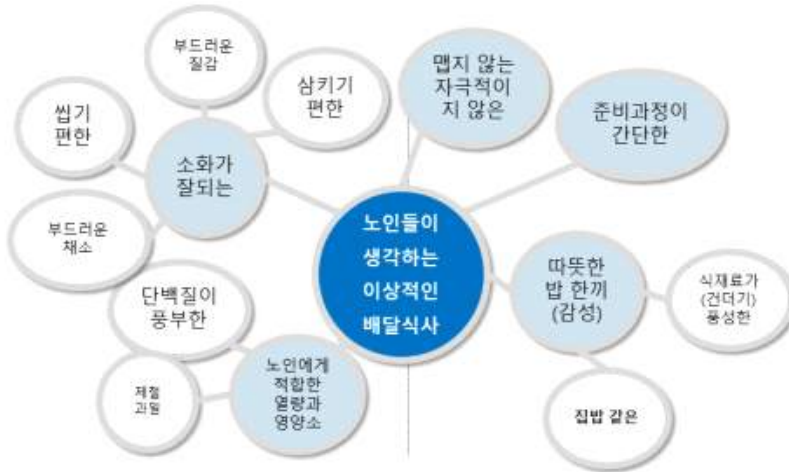 부드러운
질감
삼키기
편한
씹기
편한
소화가
잘되는
부드러운
채소
맵지 않는
자극적이
지 않은
준비과정이
간단한
노인들이
생각하는
이상적인
배달식사
따뜻한
밥 한끼
(감성)
식재료가
(건더기)
풍성한
집밥 같은
단백질이
풍부한
제철
과일
노인에게
적합한
열량과
영양소